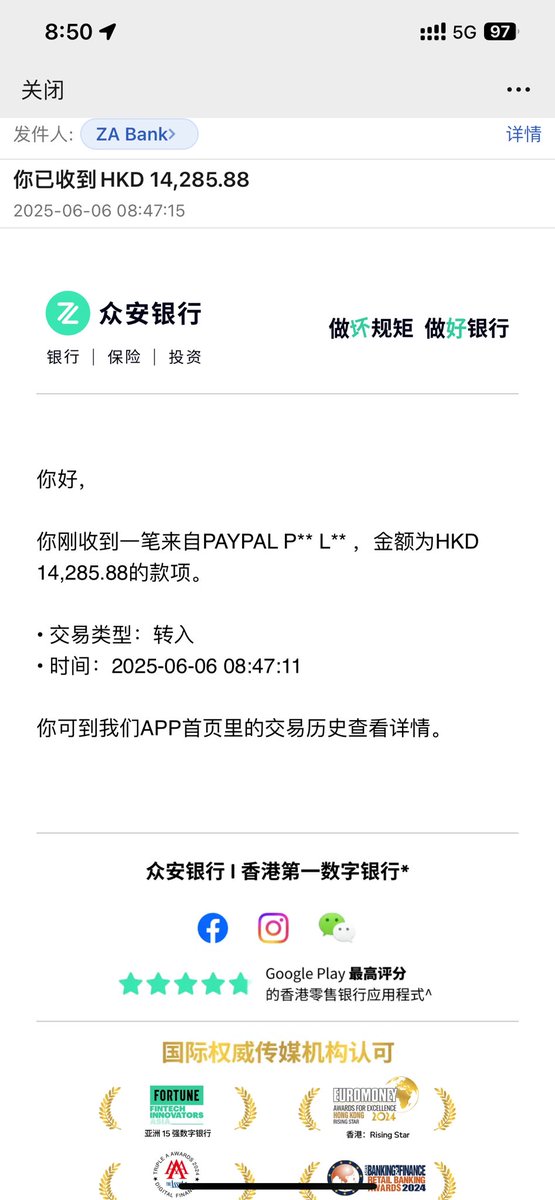 8:50
5G 97
关闭
发件人: ZA Bank
详情
你已收到HKD 14,285.88
2025-06-06 08:47:15
众安银行
银行 | 保险 | 投资
做坏规矩 做好银行
你好,
你刚收到一笔来自PAYPAL P** L** ，金额为HKD
14,285.88的款项。
• 交易类型：转入
• 时间：2025-06-06 08:47:11
你可到我们APP首页里的交易历史查看详情。
众安银行 I 香港第一数字银行*
Google Play 最高评分
的香港零售银行应用程式^
国际权威传媒机构认可
FORTUNE
FINTECH
INNOVATORS
ASIA
亚洲 15 强数字银行
EUROMONEY
AWARDS FOR EXCELLENCE
HONG KONG 2024
RISING STAR
香港：Rising Star
TRIPLE A AWARDS 2024
DIGITAL
BANKING & FINANCE
RETAIL BANKING
AWARDS 2024